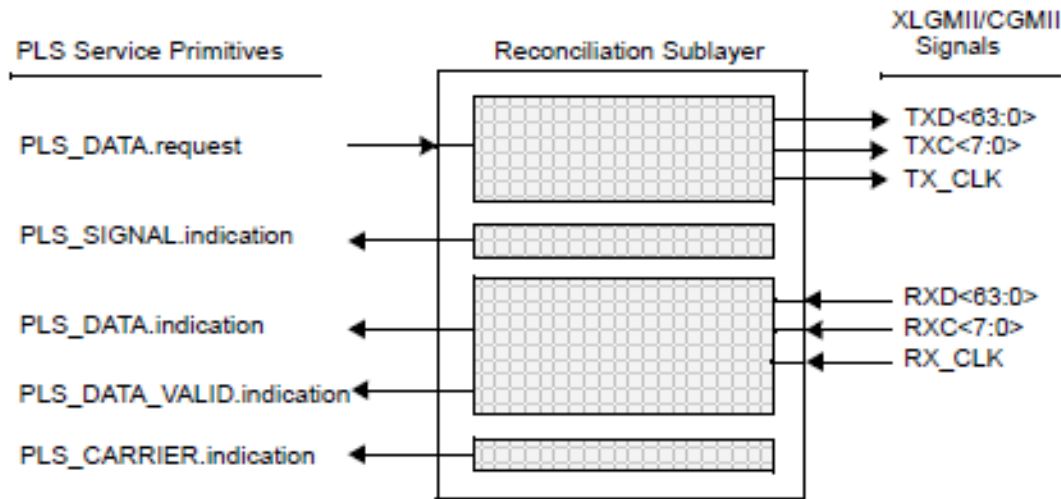 PLS Service Primitives
Reconciliation Sublayer
XLGMII/CGMII
Signals
PLS_DATA.request
TXD<63:0>
TXC<7:0>
TX_CLK
PLS_SIGNAL.indication
PLS_DATA.indication
RXD<63:0>
RXC<7:0>
RX_CLK
PLS_DATA_VALID.indication
PLS_CARRIER.indication